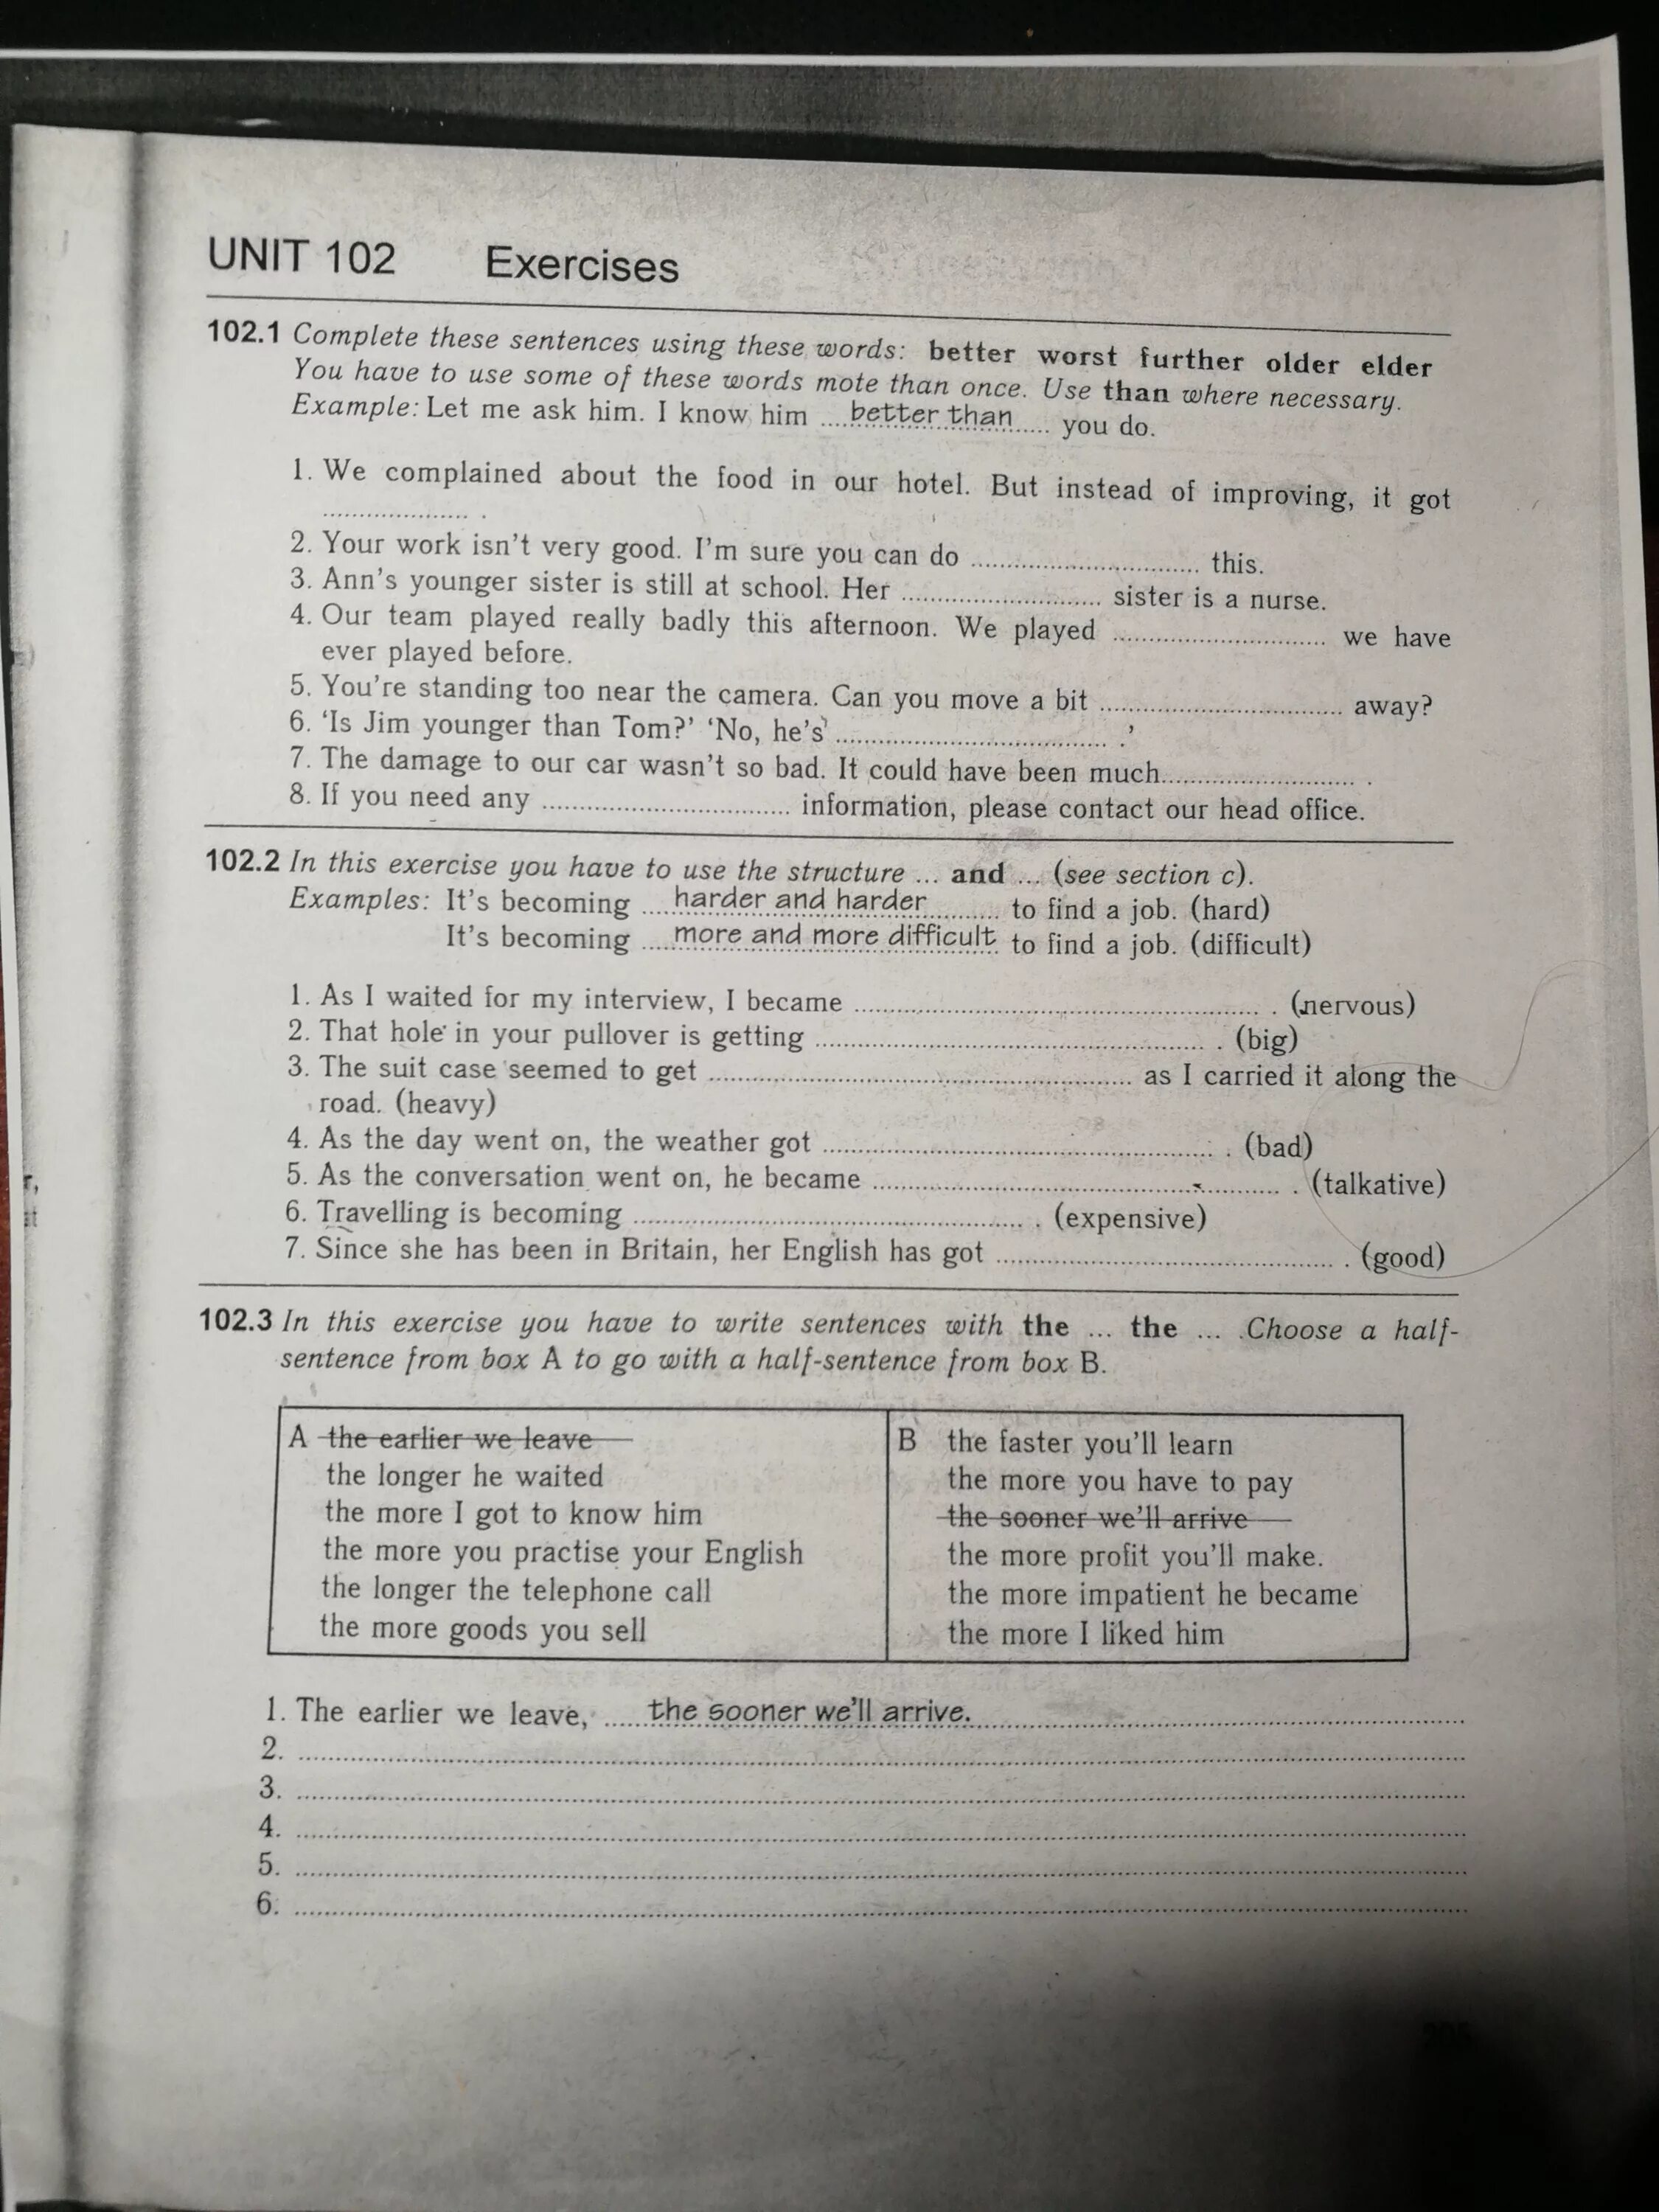 UNIT 102 Exercises
102.1 Complete these sentences using these words: better worst further older elder
You have to use some of these words mote than once. Use than where necessary.
Example: Let me ask him. I know him ....better than..... you do.
1. We complained about the food in our hotel. But instead of improving, it got
.................... .
2. Your work isn't very good. I'm sure you can do .............................. this.
3. Ann's younger sister is still at school. Her .......................... sister is a nurse.
4. Our team played really badly this afternoon. We played ............................ we have
ever played before.
5. You're standing too near the camera. Can you move a bit ................................ away?
6. ‘Is Jim younger than Tom?’ ‘No, he's .................................... .’
7. The damage to our car wasn't so bad. It could have been much......................... .
8. If you need any ................................. information, please contact our head office.
102.2 In this exercise you have to use the structure ... and ... (see section c).
Examples: It's becoming ....harder and harder......... to find a job. (hard)
It's becoming ....more and more difficult to find a job. (difficult)
1. As I waited for my interview, I became ...................................................... . (nervous)
2. That hole in your pullover is getting .................................................... . (big)
3. The suit case seemed to get ........................................................ as I carried it along the
road. (heavy)
4. As the day went on, the weather got .................................................... . (bad)
5. As the conversation went on, he became ...................................................... . (talkative)
6. Travelling is becoming .................................................... . (expensive)
7. Since she has been in Britain, her English has got ............................................. . (good)
102.3 In this exercise you have to write sentences with the ... the ... .Choose a half-
sentence from box A to go with a half-sentence from box B.
A the earlier we leave
the longer he waited
the more I got to know him
the more you practise your English
the longer the telephone call
the more goods you sell
B the faster you'll learn
the more you have to pay
the sooner we'll arrive
the more profit you'll make.
the more impatient he became
the more I liked him
1. The earlier we leave, ......the sooner we'll arrive.
2. ....................................................................................
3. ....................................................................................
4. ....................................................................................
5. ....................................................................................
6. ....................................................................................